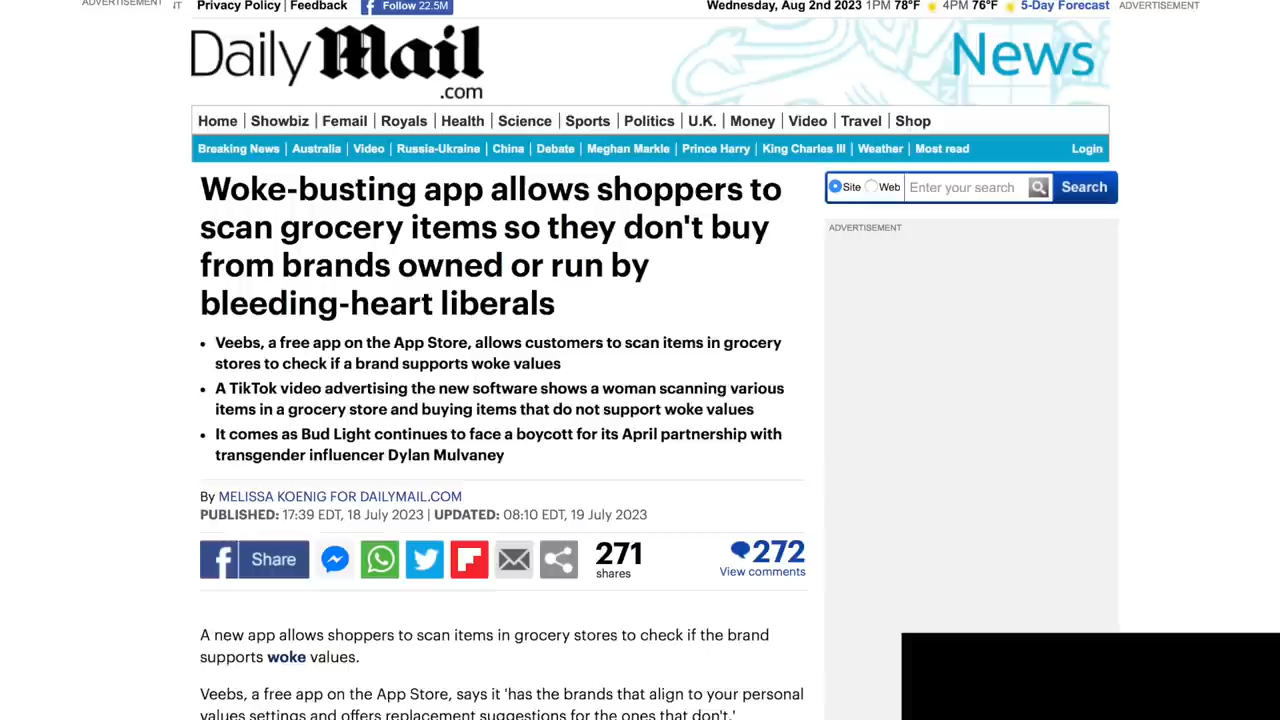 ADVERTISEMENT IT Privacy Policy | Feedback Follow 22.5M Wednesday, Aug 2nd 2023 1PM 78°F 4PM 76°F 5-Day Forecast ADVERTISEMENT
Daily Mail
.com
News
Home Showbiz Femail Royals Health Science Sports Politics U.K. Money Video Travel Shop
Breaking News Australia Video Russia-Ukraine China Debate Meghan Markle Prince Harry King Charles III Weather Most read Login
Woke-busting app allows shoppers to
scan grocery items so they don't buy
from brands owned or run by
bleeding-heart liberals
Site Web Enter your search Search
ADVERTISEMENT
• Veebs, a free app on the App Store, allows customers to scan items in grocery
stores to check if a brand supports woke values
• A TikTok video advertising the new software shows a woman scanning various
items in a grocery store and buying items that do not support woke values
• It comes as Bud Light continues to face a boycott for its April partnership with
transgender influencer Dylan Mulvaney
By MELISSA KOENIG FOR DAILYMAIL.COM
PUBLISHED: 17:39 EDT, 18 July 2023 | UPDATED: 08:10 EDT, 19 July 2023
Share
271
shares
272
View comments
A new app allows shoppers to scan items in grocery stores to check if the brand
supports woke values.
Veebs, a free app on the App Store, says it 'has the brands that align to your personal
values settings and offers replacement suggestions for the ones that don't.'